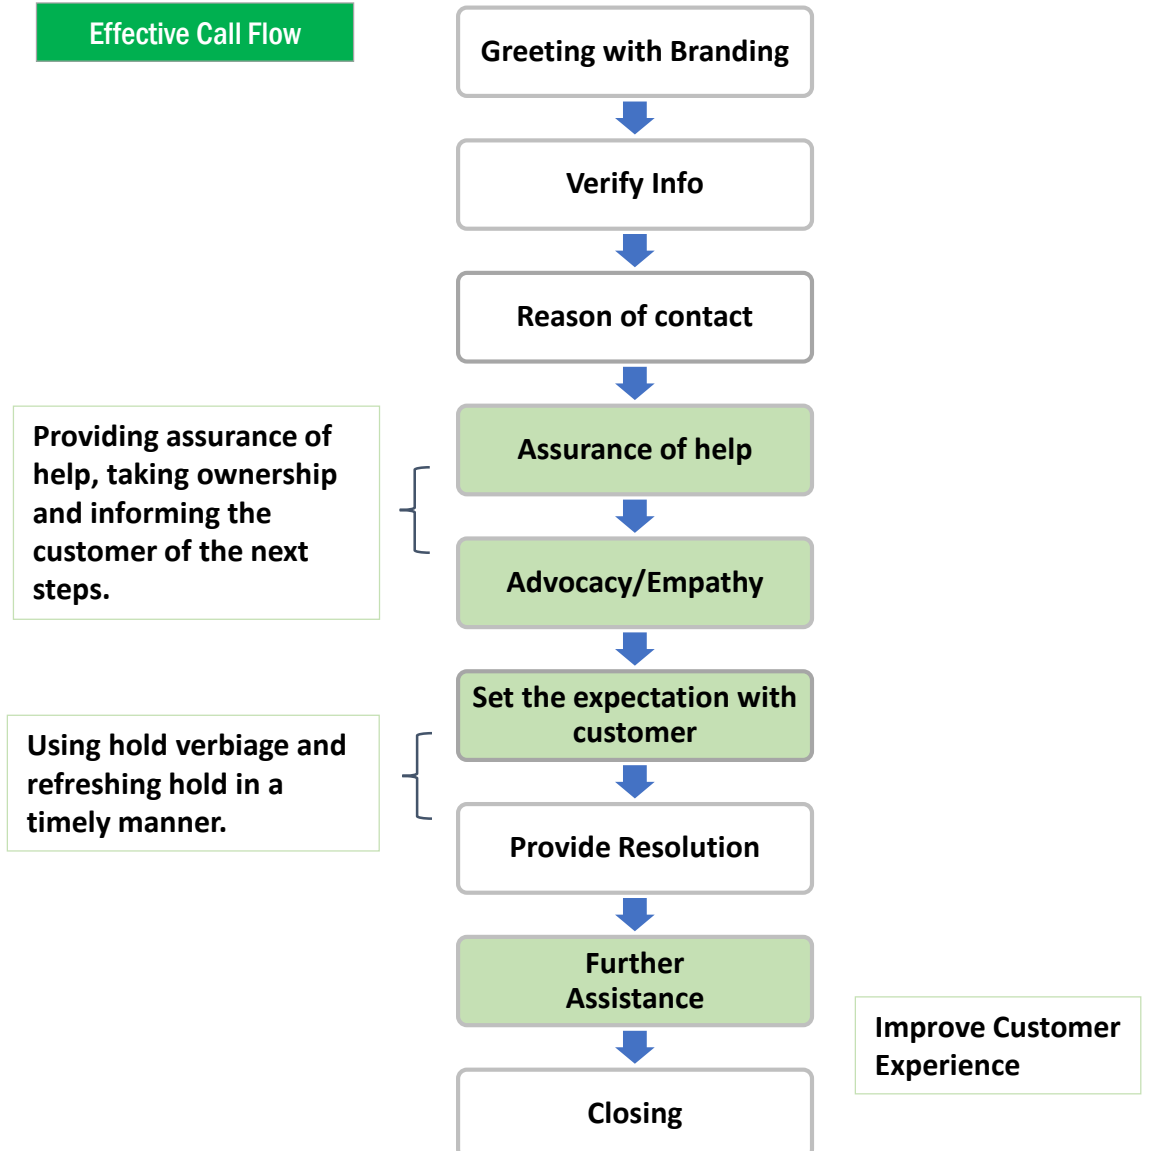 Effective Call Flow
Greeting with Branding
Verify Info
Reason of contact
Assurance of help
Providing assurance of
help, taking ownership
and informing the
customer of the next
steps.
Advocacy/Empathy
Set the expectation with
customer
Using hold verbiage and
refreshing hold in a
timely manner.
Provide Resolution
Further
Assistance
Improve Customer
Experience
Closing